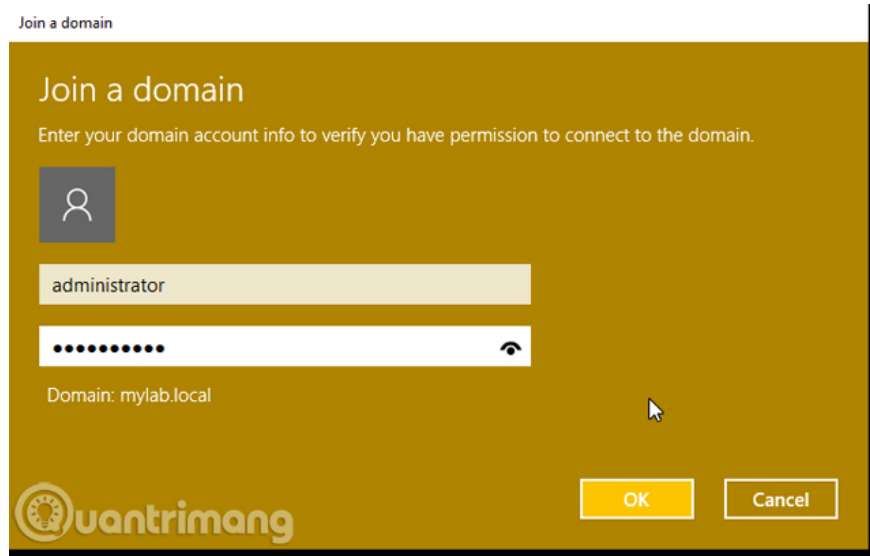 Join a domain
Join a domain
Enter your domain account info to verify you have permission to connect to the domain.
administrator
••••••••••
Domain: mylab.local
OK Cancel
Quantrimang